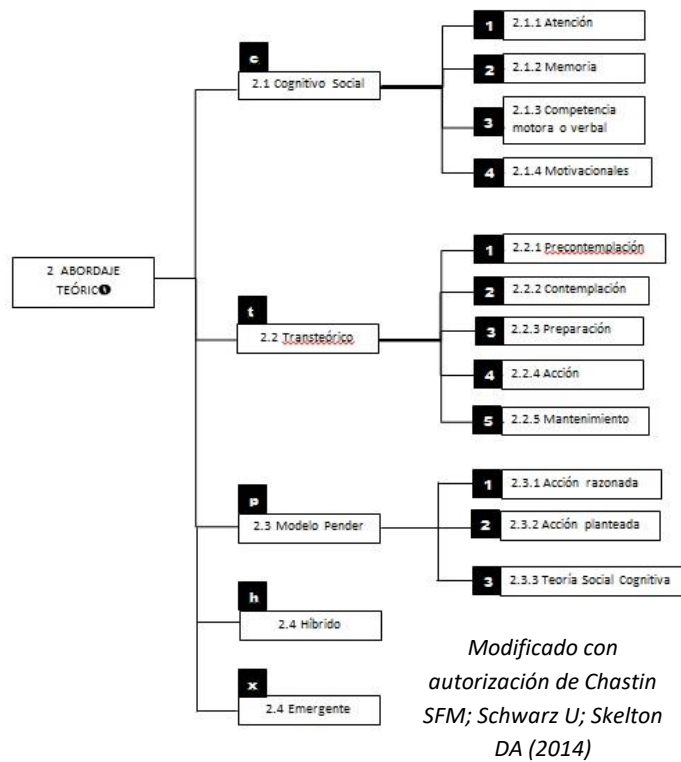 c
2.1 Cognitivo Social
1
2.1.1 Atención
2
2.1.2 Memoria
3
2.1.3 Competencia
motora o verbal
4
2.1.4 Motivacionales
2 ABORDAJE
TEÓRICO
t
2.2 Transteórico
1
2.2.1 Precontemplación
2
2.2.2 Contemplación
3
2.2.3 Preparación
4
2.2.4 Acción
5
2.2.5 Mantenimiento
p
2.3 Modelo Pender
1
2.3.1 Acción razonada
2
2.3.2 Acción planteada
3
2.3.3 Teoría Social Cognitiva
h
2.4 Híbrido
x
2.4 Emergente
Modificado con
autorización de Chastin
SFM; Schwarz U; Skelton
DA (2014)